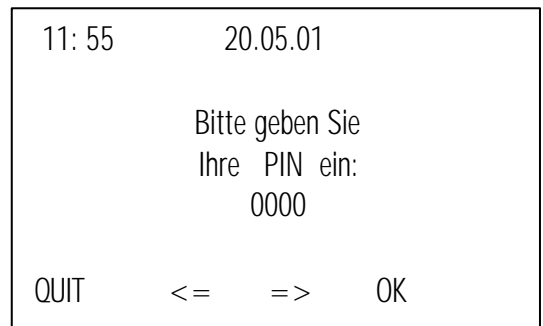 11: 55 20.05.01
Bitte geben Sie
Ihre PIN ein:
0000
QUIT <= => OK